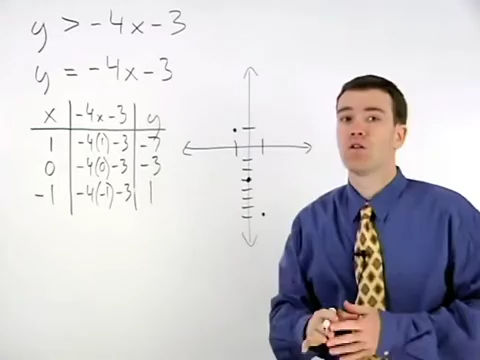 y > -4x-3
y = -4x-3
x | -4x-3 | y
1 | -4(1)-3 | -7
0 | -4(0)-3 | -3
-1 | -4(-1)-3 | 1